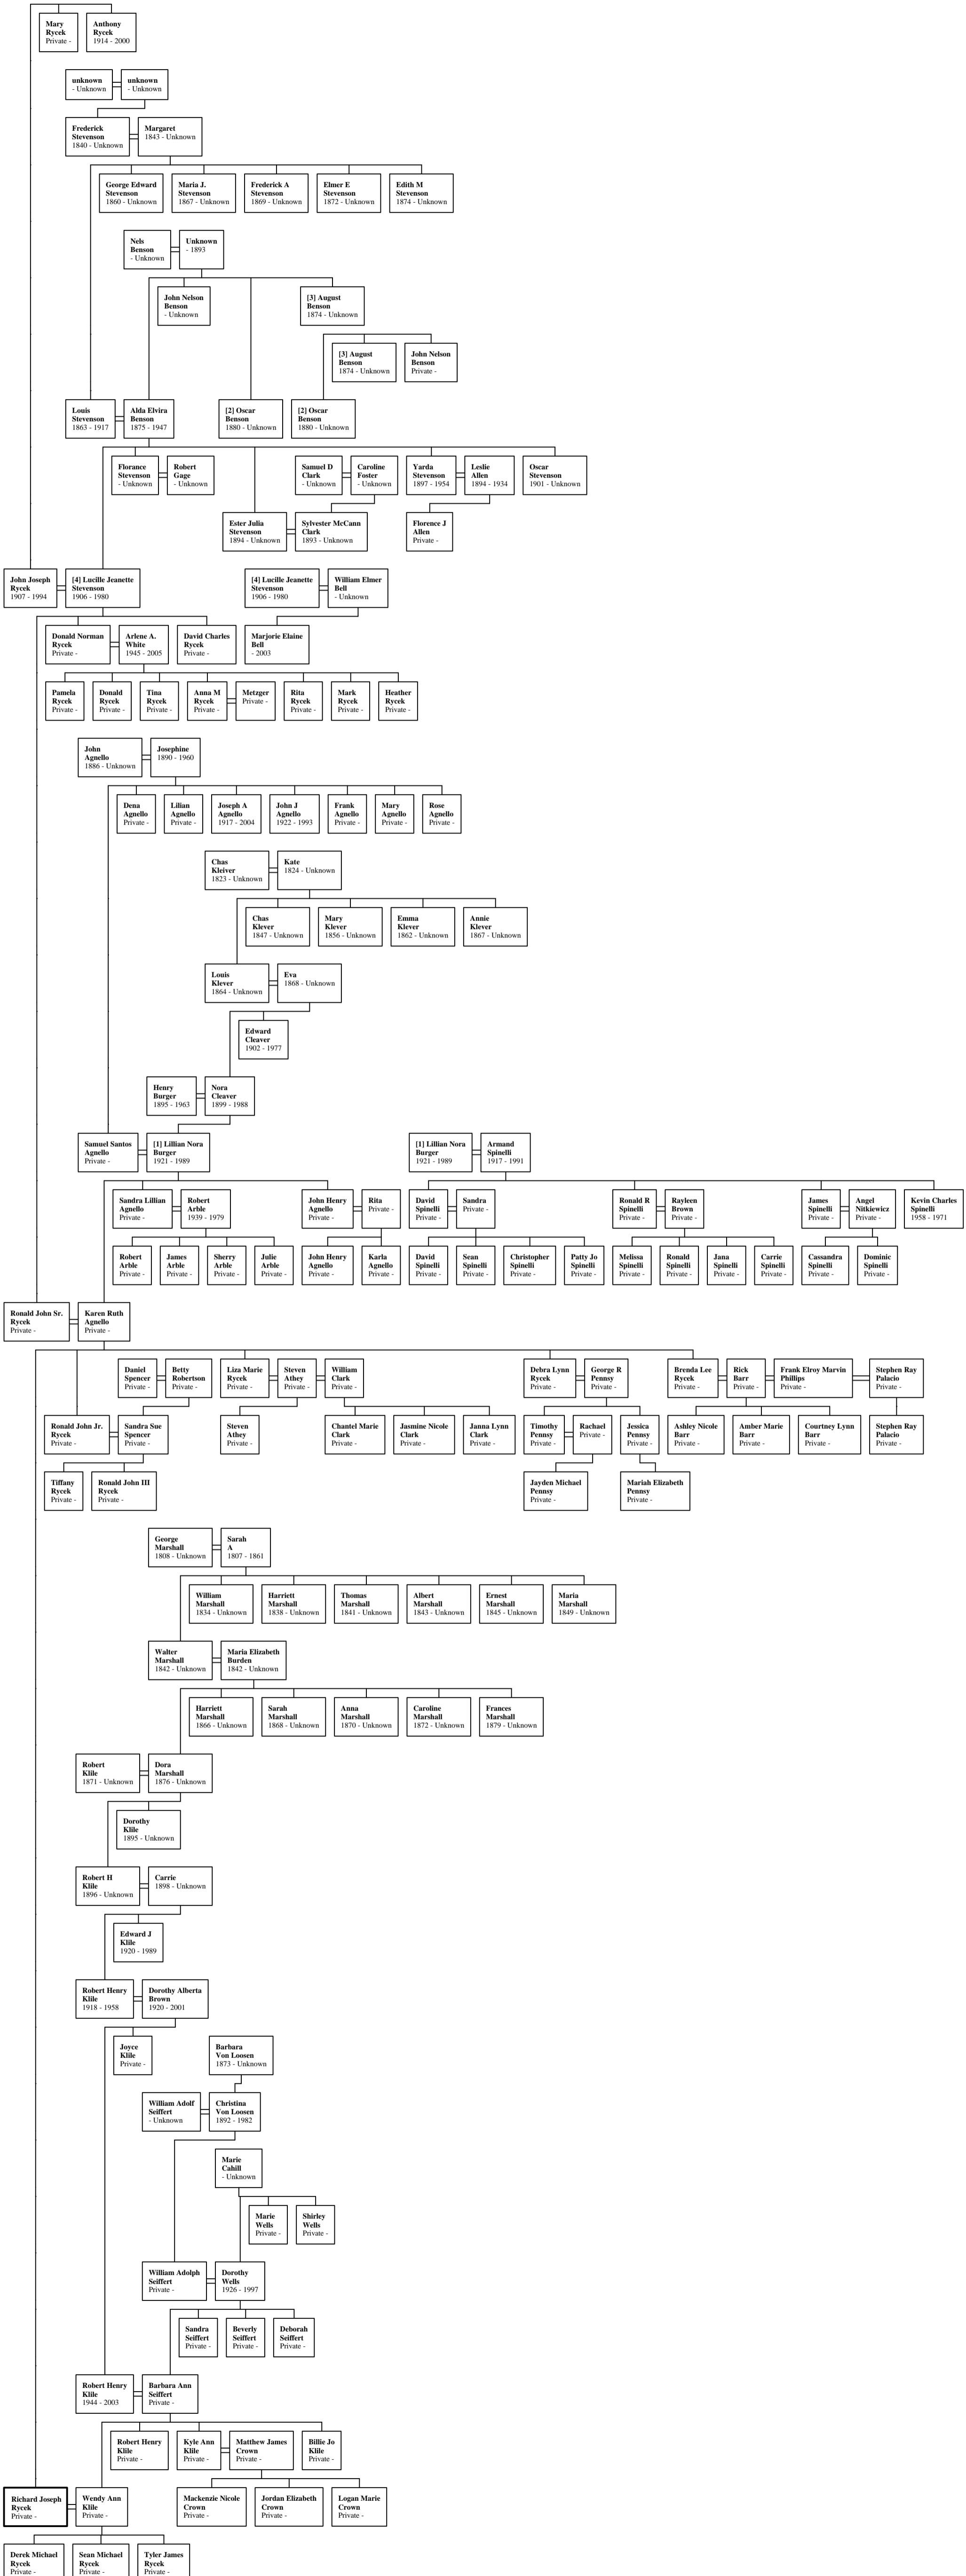 Mary
Rycek
Private -
Anthony
Rycek
1914 - 2000
unknown
- Unknown
unknown
- Unknown
Frederick
Stevenson
1840 - Unknown
Margaret
1843 - Unknown
George Edward
Stevenson
1860 - Unknown
Maria J.
Stevenson
1867 - Unknown
Frederick A
Stevenson
1869 - Unknown
Elmer E
Stevenson
1872 - Unknown
Edith M
Stevenson
1874 - Unknown
Nels
Benson
- Unknown
Unknown
- 1893
John Nelson
Benson
- Unknown
[3] August
Benson
1874 - Unknown
[3] August
Benson
1874 - Unknown
John Nelson
Benson
Private -
Louis
Stevenson
1863 - 1917
Alda Elvira
Benson
1875 - 1947
[2] Oscar
Benson
1880 - Unknown
[2] Oscar
Benson
1880 - Unknown
Florance
Stevenson
- Unknown
Robert
Gage
- Unknown
Samuel D
Clark
- Unknown
Caroline
Foster
- Unknown
Yarda
Stevenson
1897 - 1954
Leslie
Allen
1894 - 1934
Oscar
Stevenson
1901 - Unknown
Ester Julia
Stevenson
1894 - Unknown
Sylvester McCann
Clark
1893 - Unknown
Florence J
Allen
Private -
John Joseph
Rycek
1907 - 1994
[4] Lucille Jeanette
Stevenson
1906 - 1980
[4] Lucille Jeanette
Stevenson
1906 - 1980
William Elmer
Bell
- Unknown
Donald Norman
Rycek
Private -
Arlene A.
White
1945 - 2005
David Charles
Rycek
Private -
Marjorie Elaine
Bell
- 2003
Pamela
Rycek
Private -
Donald
Rycek
Private -
Tina
Rycek
Private -
Anna M
Rycek
Private -
Metzger
Private -
Rita
Rycek
Private -
Mark
Rycek
Private -
Heather
Rycek
Private -
John
Agnello
1886 - Unknown
Josephine
1890 - 1960
Dena
Agnello
Private -
Lilian
Agnello
Private -
Joseph A
Agnello
1917 - 2004
John J
Agnello
1922 - 1993
Frank
Agnello
Private -
Mary
Agnello
Private -
Rose
Agnello
Private -
Chas
Kleiver
1823 - Unknown
Kate
1824 - Unknown
Chas
Klever
1847 - Unknown
Mary
Klever
1856 - Unknown
Emma
Klever
1862 - Unknown
Annie
Klever
1867 - Unknown
Louis
Klever
1864 - Unknown
Eva
1868 - Unknown
Edward
Cleaver
1902 - 1977
Henry
Burger
1895 - 1963
Nora
Cleaver
1899 - 1988
Samuel Santos
Agnello
Private -
[1] Lillian Nora
Burger
1921 - 1989
[1] Lillian Nora
Burger
1921 - 1989
Armand
Spinelli
1917 - 1991
Sandra Lillian
Agnello
Private -
Robert
Arble
1939 - 1979
John Henry
Agnello
Private -
Rita
Private -
David
Spinelli
Private -
Sandra
Private -
Ronald R
Spinelli
Private -
Rayleen
Brown
Private -
James
Spinelli
Private -
Angel
Nitkiewicz
Private -
Kevin Charles
Spinelli
1958 - 1971
Robert
Arble
Private -
James
Arble
Private -
Sherry
Arble
Private -
Julie
Arble
Private -
John Henry
Agnello
Private -
Karla
Agnello
Private -
David
Spinelli
Private -
Sean
Spinelli
Private -
Christopher
Spinelli
Private -
Patty Jo
Spinelli
Private -
Melissa
Spinelli
Private -
Ronald
Spinelli
Private -
Jana
Spinelli
Private -
Carrie
Spinelli
Private -
Cassandra
Spinelli
Private -
Dominic
Spinelli
Private -
Ronald John Sr.
Rycek
Private -
Karen Ruth
Agnello
Private -
Daniel
Spencer
Private -
Betty
Robertson
Private -
Liza Marie
Rycek
Private -
Steven
Athey
Private -
William
Clark
Private -
Debra Lynn
Rycek
Private -
George R
Pennsy
Private -
Brenda Lee
Rycek
Private -
Rick
Barr
Private -
Frank Elroy Marvin
Phillips
Private -
Stephen Ray
Palacio
Private -
Ronald John Jr.
Rycek
Private -
Sandra Sue
Spencer
Private -
Steven
Athey
Private -
Chantel Marie
Clark
Private -
Jasmine Nicole
Clark
Private -
Janna Lynn
Clark
Private -
Timothy
Pennsy
Private -
Rachael
Private -
Jessica
Pennsy
Private -
Ashley Nicole
Barr
Private -
Amber Marie
Barr
Private -
Courtney Lynn
Barr
Private -
Stephen Ray
Palacio
Private -
Tiffany
Rycek
Private -
Ronald John III
Rycek
Private -
Jayden Michael
Pennsy
Private -
Mariah Elizabeth
Pennsy
Private -
George
Marshall
1808 - Unknown
Sarah
A
1807 - 1861
William
Marshall
1834 - Unknown
Harriett
Marshall
1838 - Unknown
Thomas
Marshall
1841 - Unknown
Albert
Marshall
1843 - Unknown
Ernest
Marshall
1845 - Unknown
Maria
Marshall
1849 - Unknown
Walter
Marshall
1842 - Unknown
Maria Elizabeth
Burden
1842 - Unknown
Harriett
Marshall
1866 - Unknown
Sarah
Marshall
1868 - Unknown
Anna
Marshall
1870 - Unknown
Caroline
Marshall
1872 - Unknown
Frances
Marshall
1879 - Unknown
Robert
Klile
1871 - Unknown
Dora
Marshall
1876 - Unknown
Dorothy
Klile
1895 - Unknown
Robert H
Klile
1896 - Unknown
Carrie
1898 - Unknown
Edward J
Klile
1920 - 1989
Robert Henry
Klile
1918 - 1958
Dorothy Alberta
Brown
1920 - 2001
Joyce
Klile
Private -
Barbara
Von Loosen
1873 - Unknown
William Adolf
Seiffert
- Unknown
Christina
Von Loosen
1892 - 1982
Marie
Cahill
- Unknown
Marie
Wells
Private -
Shirley
Wells
Private -
William Adolph
Seiffert
Private -
Dorothy
Wells
1926 - 1997
Sandra
Seiffert
Private -
Beverly
Seiffert
Private -
Deborah
Seiffert
Private -
Robert Henry
Klile
1944 - 2003
Barbara Ann
Seiffert
Private -
Robert Henry
Klile
Private -
Kyle Ann
Klile
Private -
Matthew James
Crown
Private -
Billie Jo
Klile
Private -
Richard Joseph
Rycek
Private -
Wendy Ann
Klile
Private -
Mackenzie Nicole
Crown
Private -
Jordan Elizabeth
Crown
Private -
Logan Marie
Crown
Private -
Derek Michael
Rycek
Private -
Sean Michael
Rycek
Private -
Tyler James
Rycek
Private -